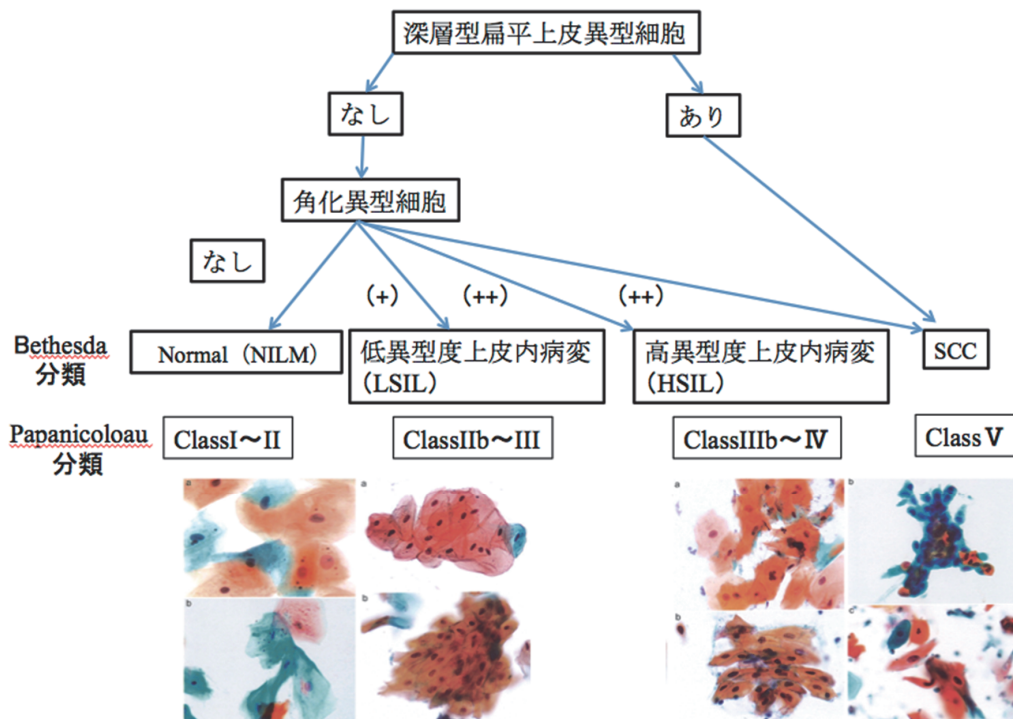 深層型扁平上皮異型細胞
なし
あり
角化異型細胞
なし
(+)
(++)
(++)
Bethesda
分類
Normal（NILM）
低異型度上皮内病変
（LSIL）
高異型度上皮内病変
（HSIL）
SCC
Papanicoloau
分類
ClassI～II
ClassIIb～III
ClassIIIb～Ⅳ
Class Ⅴ
a
a
a
b
b
b
b
c